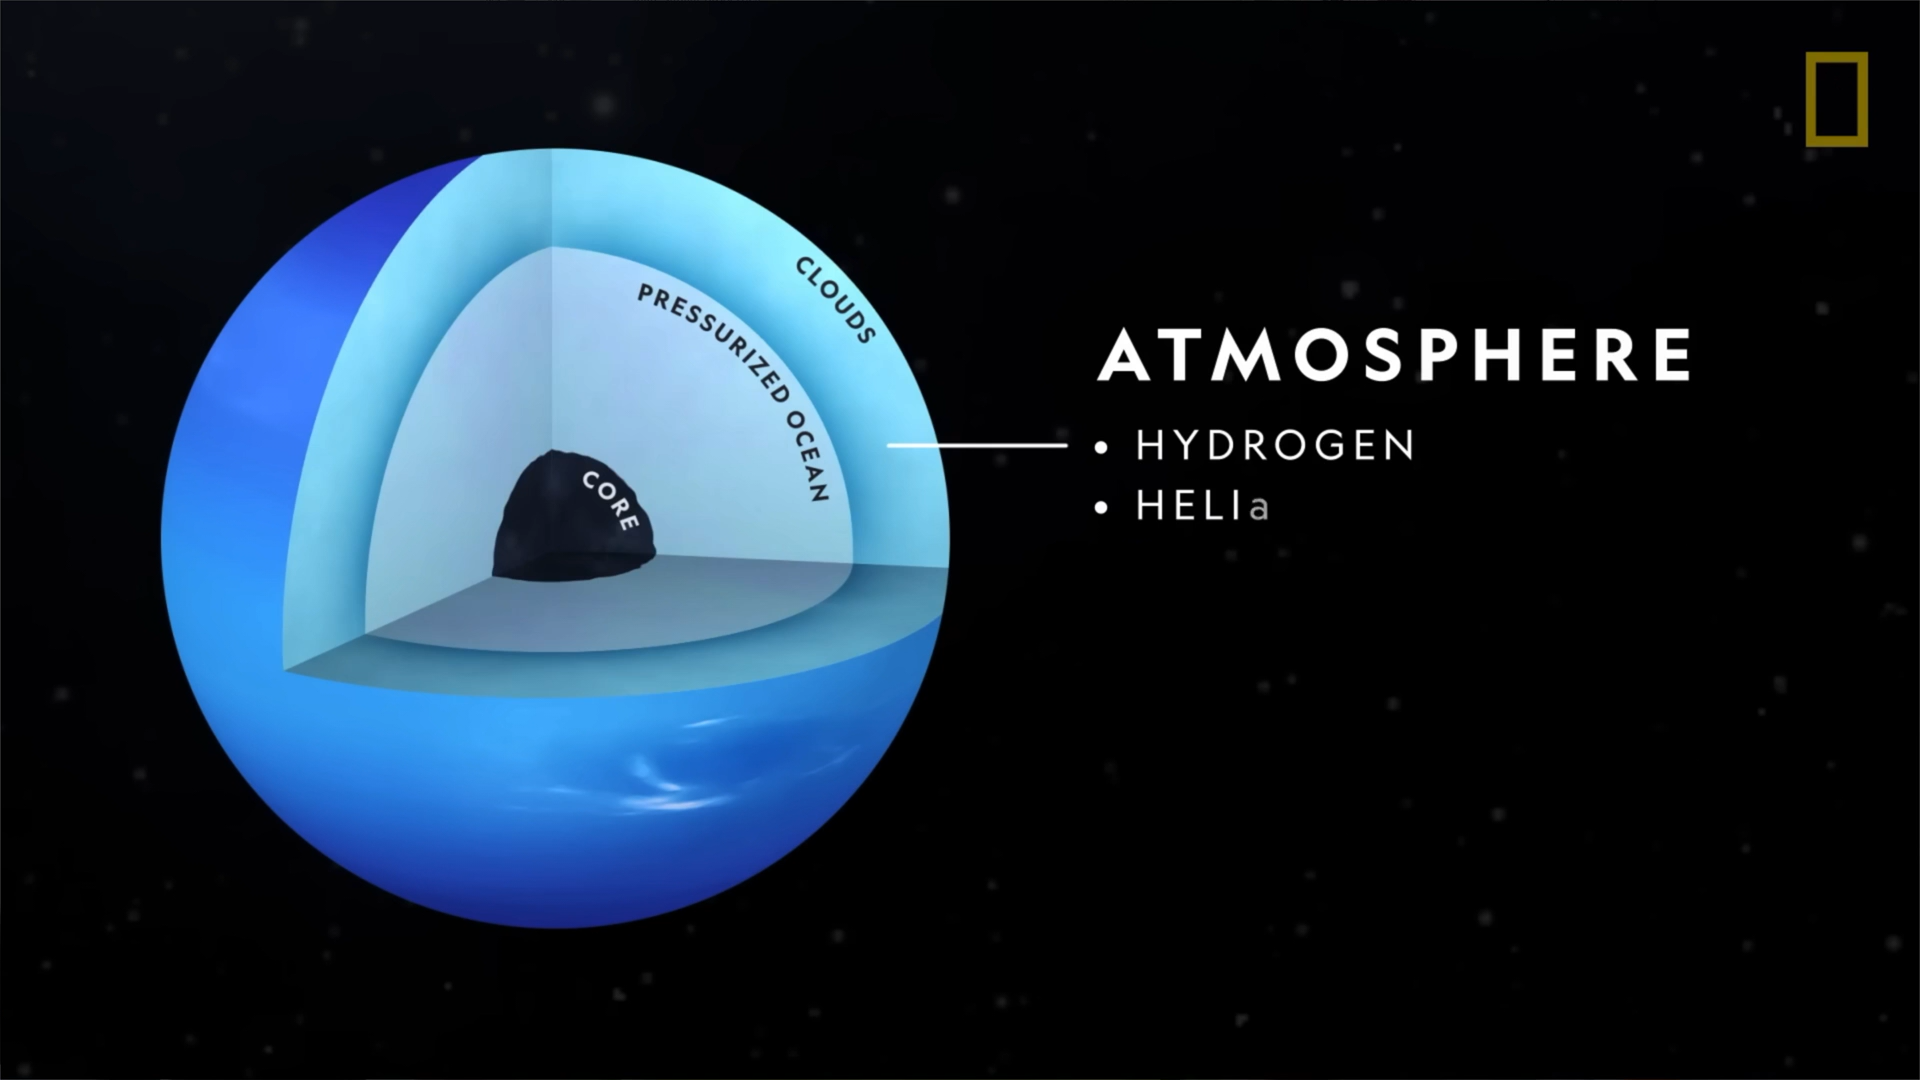 CLOUDS
PRESSURIZED OCEAN
CORE
ATMOSPHERE
• HYDROGEN
• HELIa